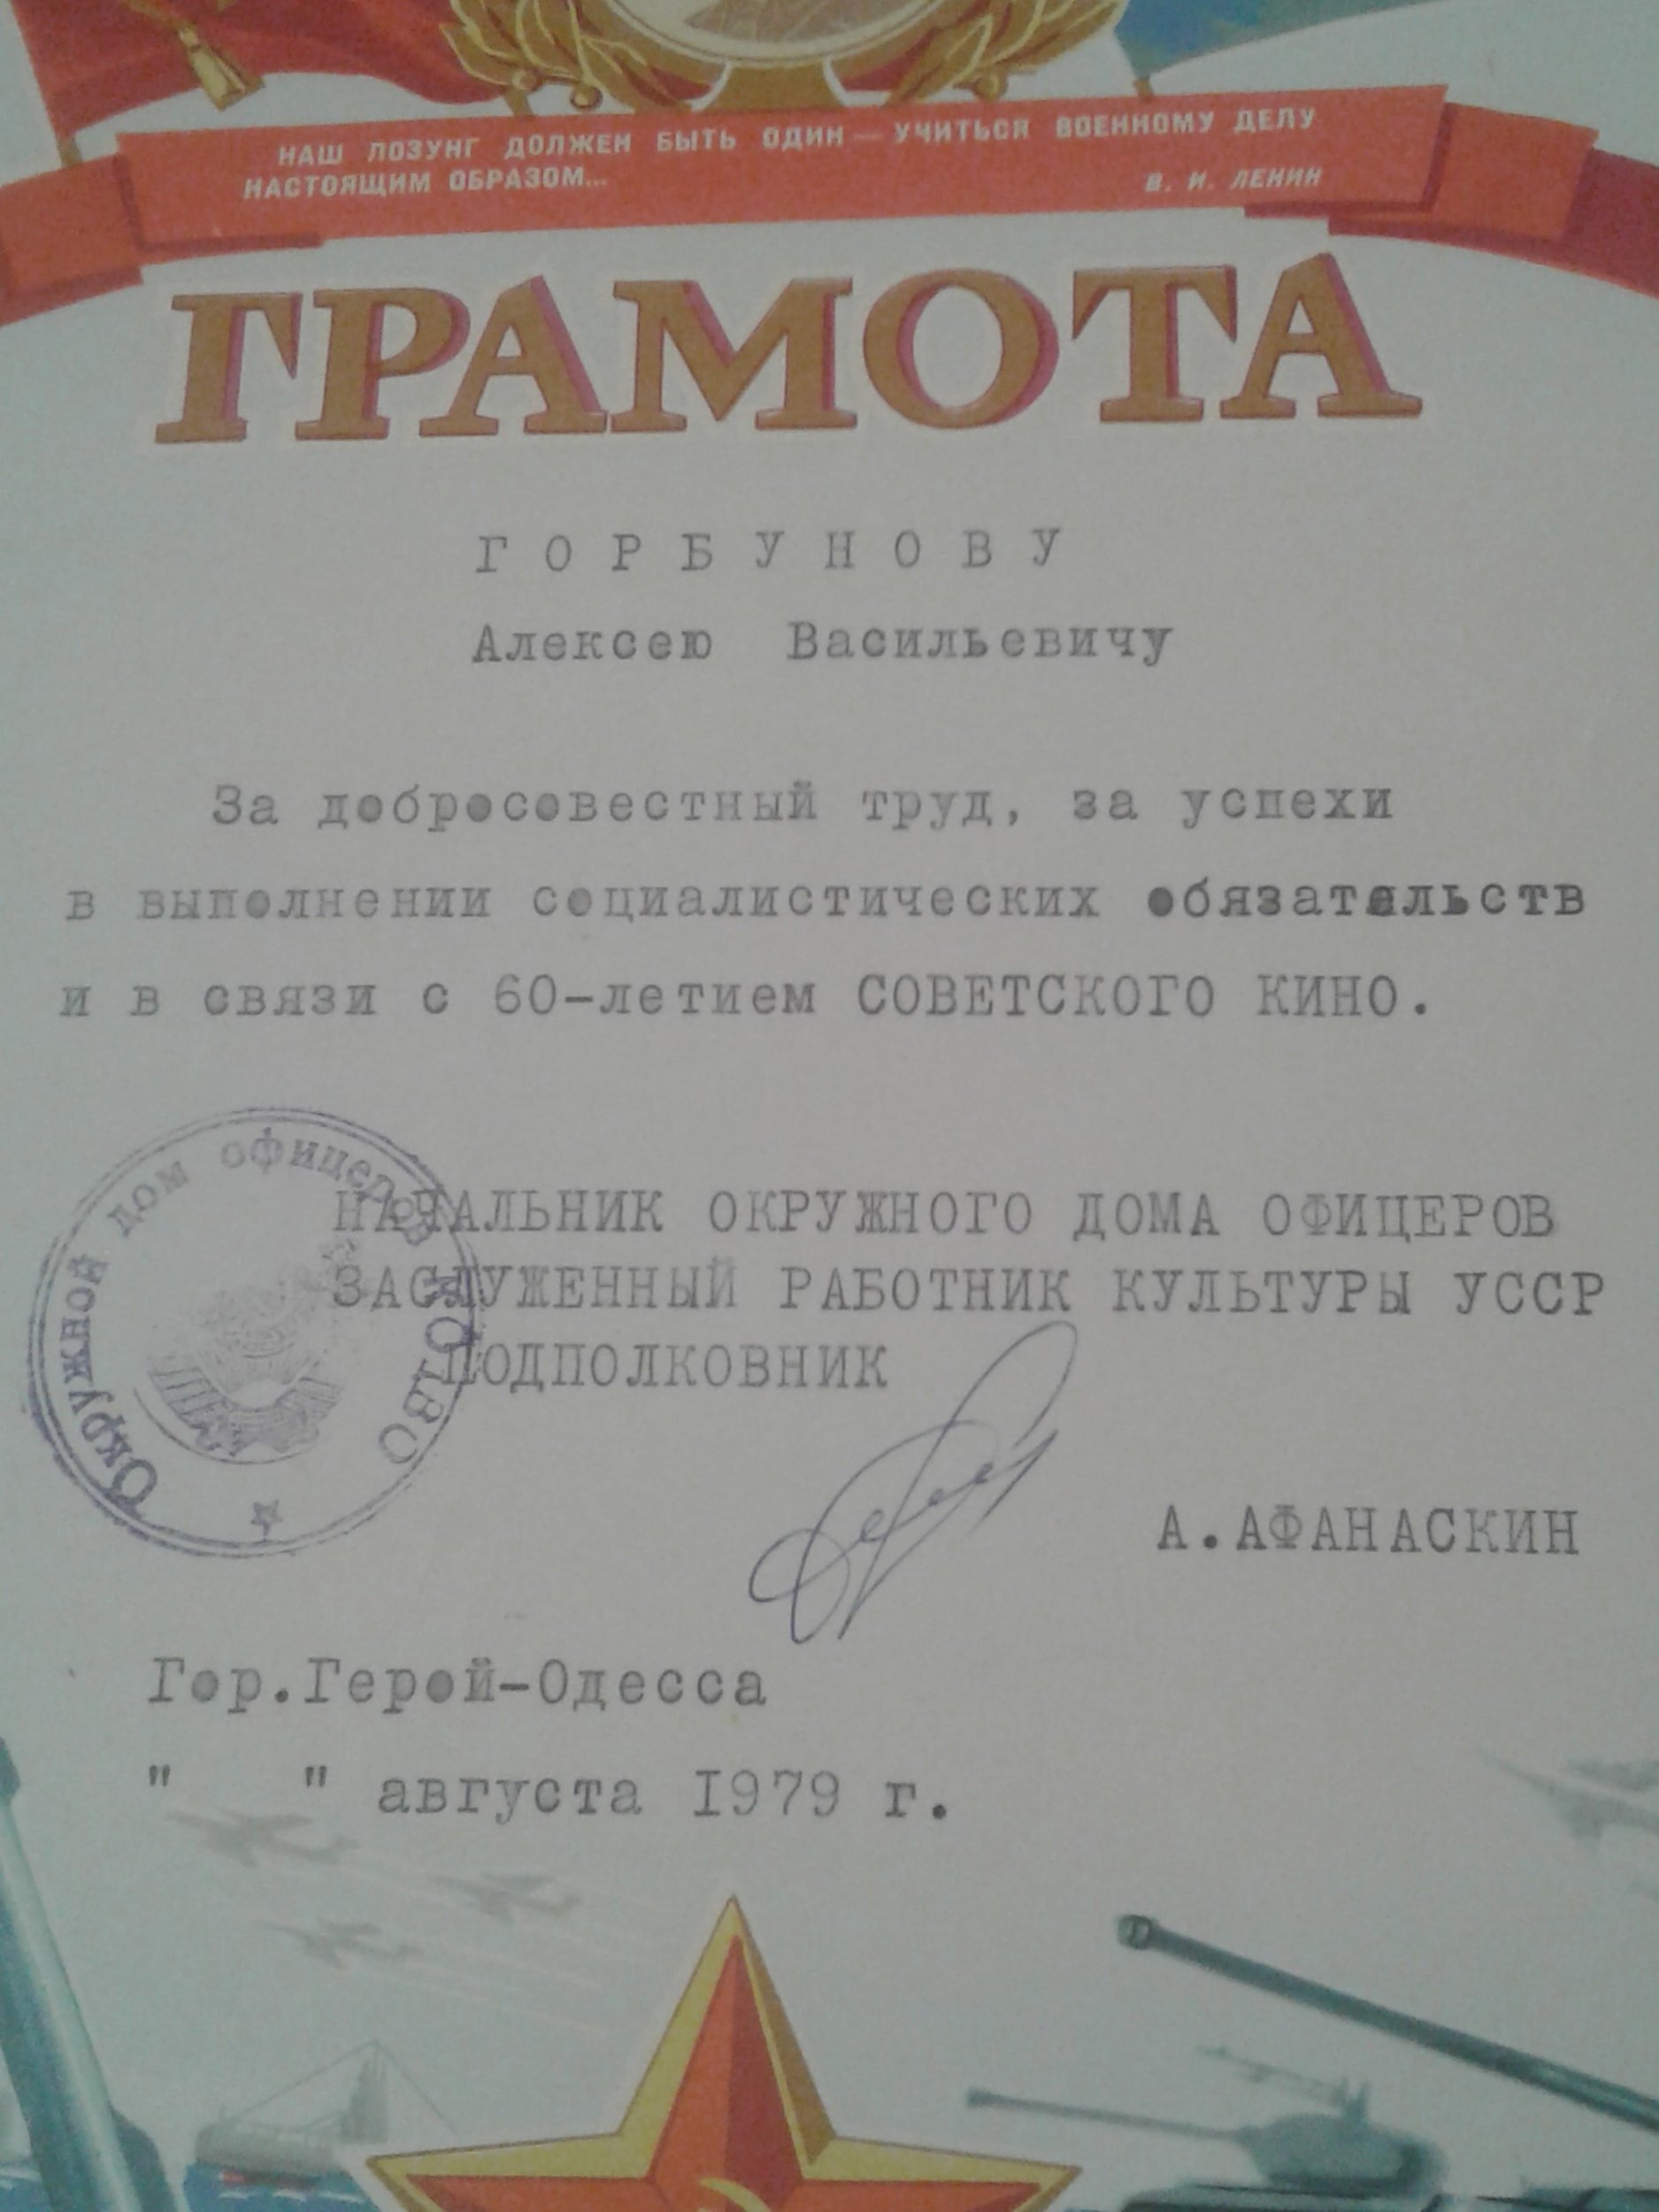 НАШ ЛОЗУНГ ДОЛЖЕН БЫТЬ ОДИН — УЧИТЬСЯ ВОЕННОМУ ДЕЛУ
НАСТОЯЩИМ ОБРАЗОМ...
В. И. ЛЕНИН
ГРАМОТА
ГОРБУНОВУ
Алексею Васильевичу
За добросовестный труд, за успехи
в выполнении социалистических обязательств
и в связи с 60-летием СОВЕТСКОГО КИНО.
Окружной дом офицеров ОдВО
НАЧАЛЬНИК ОКРУЖНОГО ДОМА ОФИЦЕРОВ
ЗАСЛУЖЕННЫЙ РАБОТНИК КУЛЬТУРЫ УССР
ПОДПОЛКОВНИК
А.АФАНАСКИН
Гор.Герой-Одесса
" " августа I979 г.